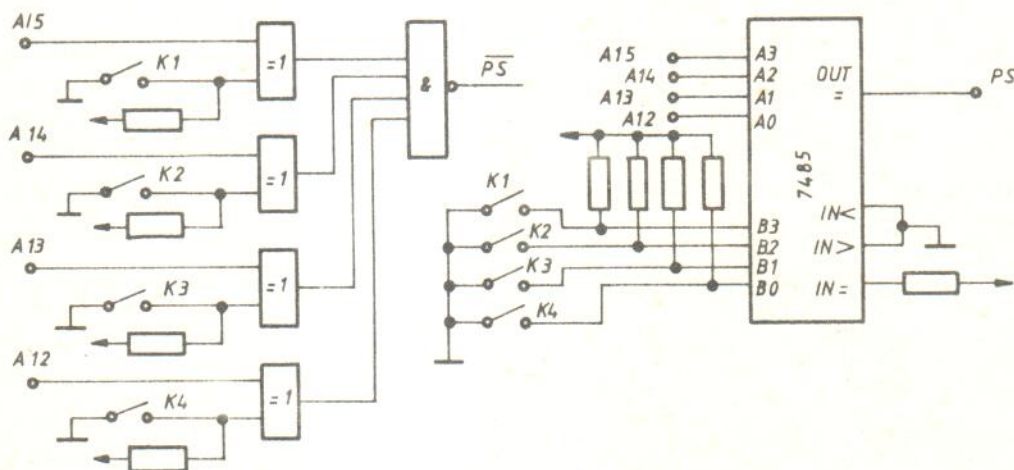 A15
K1
=1
A14
K2
=1
A13
K3
=1
A12
K4
=1
&
PS
A15
A14
A13
A12
K1
K2
K3
K4
A3
A2
A1
A0
OUT
=
7485
B3
B2
B1
B0
IN<
IN>
IN=
PS